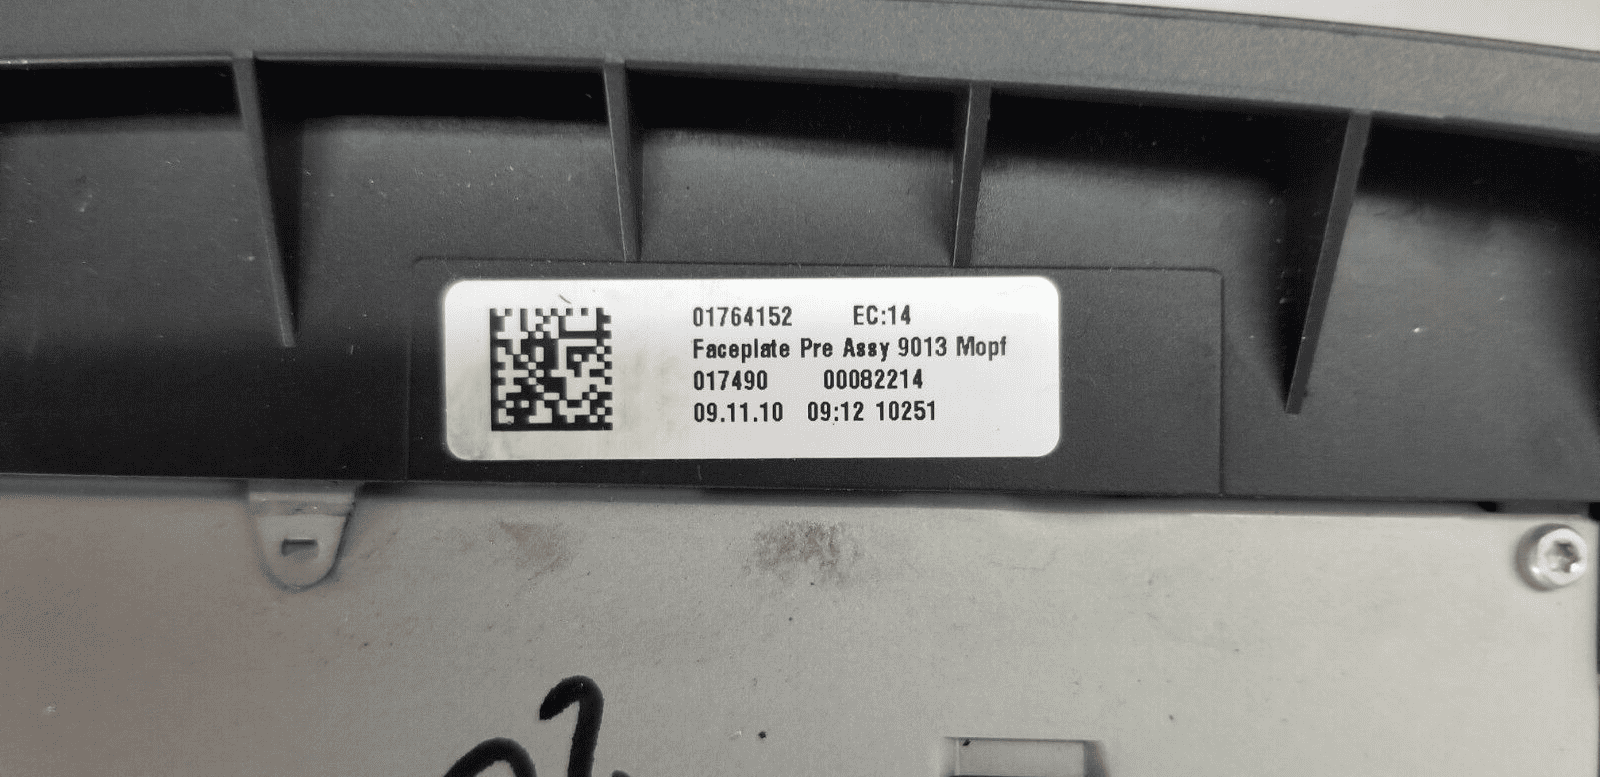 01764152 EC:14
Faceplate Pre Assy 9013 Mopf
017490 00082214
09.11.10 09:12 10251